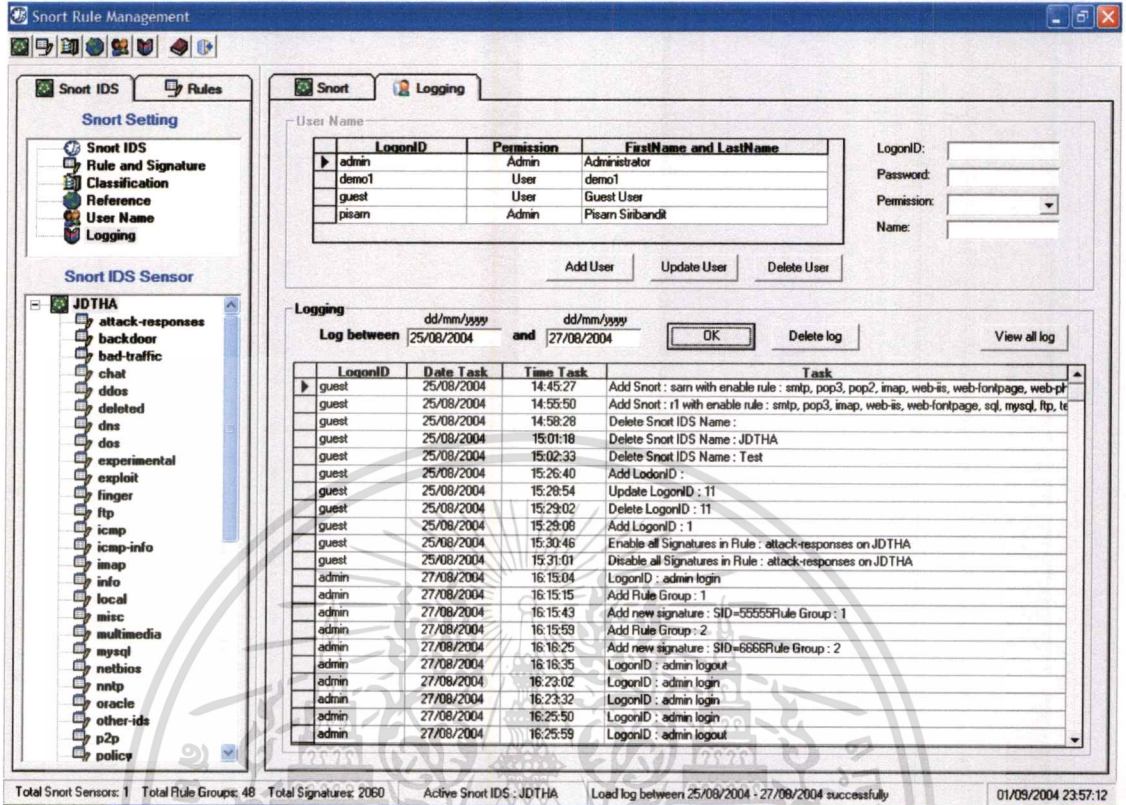 Snort Rule Management
Snort IDS Rules
Snort Setting
Snort IDS
Rule and Signature
Classification
Reference
User Name
Logging
Snort IDS Sensor
JDTHA
attack-responses
backdoor
bad-traffic
chat
ddos
deleted
dns
dos
experimental
exploit
finger
ftp
icmp
icmp-info
imap
info
local
misc
multimedia
mysql
netbios
nntp
oracle
other-ids
p2p
policy
Snort Logging
User Name
LogonID Permission FirstName and LastName
admin Admin Administrator
demo1 User demo1
guest User Guest User
pisarn Admin Pisarn Siribandit
LogonID:
Password:
Permission:
Name:
Add User Update User Delete User
Logging
dd/mm/yyyy dd/mm/yyyy
Log between 25/08/2004 and 27/08/2004 OK Delete log View all log
LogonID Date Task Time Task Task
guest 25/08/2004 14:45:27 Add Snort : sarn with enable rule : smtp, pop3, pop2, imap, web-iis, web-fontpage, web-ph
guest 25/08/2004 14:55:50 Add Snort : r1 with enable rule : smtp, pop3, imap, web-iis, web-fontpage, sql, mysql, ftp, te
guest 25/08/2004 14:58:28 Delete Snort IDS Name :
guest 25/08/2004 15:01:18 Delete Snort IDS Name : JDTHA
guest 25/08/2004 15:02:33 Delete Snort IDS Name : Test
guest 25/08/2004 15:26:40 Add LodonID :
guest 25/08/2004 15:28:54 Update LogonID : 11
guest 25/08/2004 15:29:02 Delete LogonID : 11
guest 25/08/2004 15:29:08 Add LogonID : 1
guest 25/08/2004 15:30:46 Enable all Signatures in Rule : attack-responses on JDTHA
guest 25/08/2004 15:31:01 Disable all Signatures in Rule : attack-responses on JDTHA
admin 27/08/2004 16:15:04 LogonID : admin login
admin 27/08/2004 16:15:15 Add Rule Group : 1
admin 27/08/2004 16:15:43 Add new signature : SID=55555Rule Group : 1
admin 27/08/2004 16:15:59 Add Rule Group : 2
admin 27/08/2004 16:16:25 Add new signature : SID=6666Rule Group : 2
admin 27/08/2004 16:16:35 LogonID : admin logout
admin 27/08/2004 16:23:02 LogonID : admin login
admin 27/08/2004 16:23:32 LogonID : admin login
admin 27/08/2004 16:25:50 LogonID : admin login
admin 27/08/2004 16:25:59 LogonID : admin logout
Total Snort Sensors: 1 Total Rule Groups: 48 Total Signatures: 2060 Active Snort IDS : JDTHA Load log between 25/08/2004 - 27/08/2004 successfully 01/09/2004 23:57:12